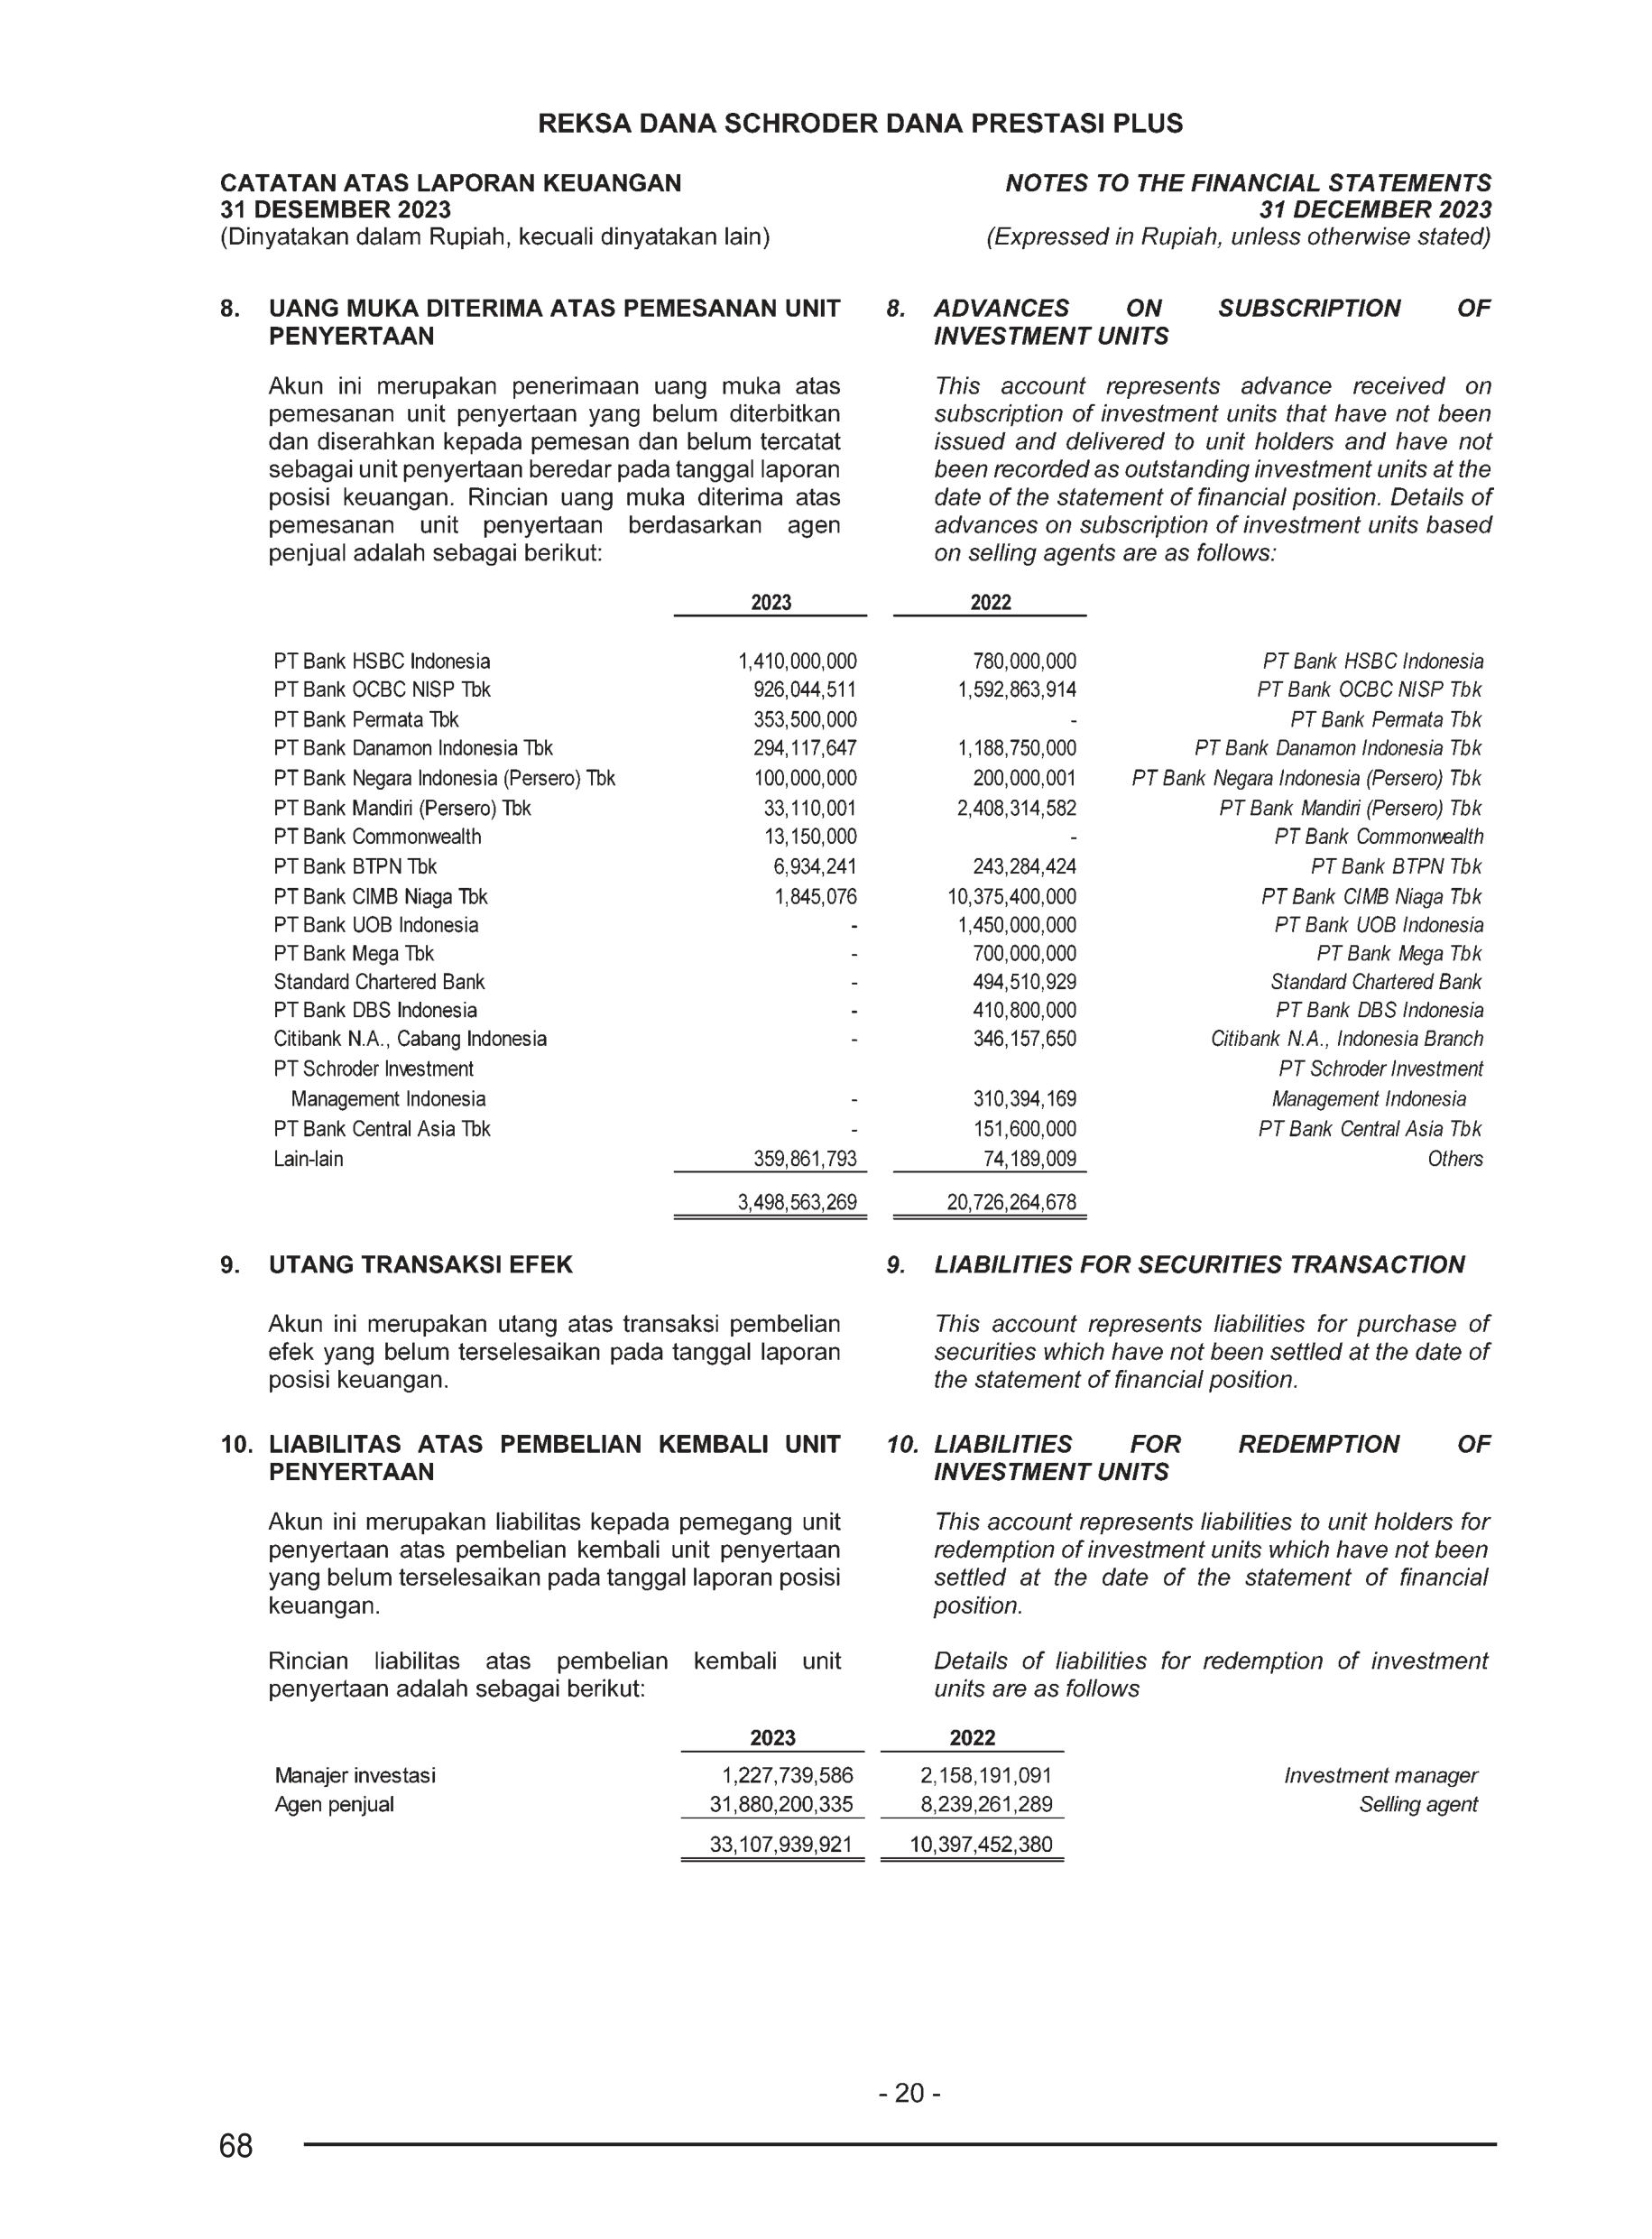 REKSA DANA SCHRODER DANA PRESTASI PLUS
CATATAN ATAS LAPORAN KEUANGAN
31 DESEMBER 2023
(Dinyatakan dalam Rupiah, kecuali dinyatakan lain)
NOTES TO THE FINANCIAL STATEMENTS
31 DECEMBER 2023
(Expressed in Rupiah, unless otherwise stated)
8. UANG MUKA DITERIMA ATAS PEMESANAN UNIT
PENYERTAAN
Akun ini merupakan penerimaan uang muka atas
pemesanan unit penyertaan yang belum diterbitkan
dan diserahkan kepada pemesan dan belum tercatat
sebagai unit penyertaan beredar pada tanggal laporan
posisi keuangan. Rincian uang muka diterima atas
pemesanan unit penyertaan berdasarkan agen
penjual adalah sebagai berikut:
8. ADVANCES ON SUBSCRIPTION OF
INVESTMENT UNITS
This account represents advance received on
subscription of investment units that have not been
issued and delivered to unit holders and have not
been recorded as outstanding investment units at the
date of the statement of financial position. Details of
advances on subscription of investment units based
on selling agents are as follows:
2023 2022
PT Bank HSBC Indonesia 1,410,000,000 780,000,000 PT Bank HSBC Indonesia
PT Bank OCBC NISP Tbk 926,044,511 1,592,863,914 PT Bank OCBC NISP Tbk
PT Bank Permata Tbk 353,500,000 - PT Bank Permata Tbk
PT Bank Danamon Indonesia Tbk 294,117,647 1,188,750,000 PT Bank Danamon Indonesia Tbk
PT Bank Negara Indonesia (Persero) Tbk 100,000,000 200,000,001 PT Bank Negara Indonesia (Persero) Tbk
PT Bank Mandiri (Persero) Tbk 33,110,001 2,408,314,582 PT Bank Mandiri (Persero) Tbk
PT Bank Commonwealth 13,150,000 - PT Bank Commonwealth
PT Bank BTPN Tbk 6,934,241 243,284,424 PT Bank BTPN Tbk
PT Bank CIMB Niaga Tbk 1,845,076 10,375,400,000 PT Bank CIMB Niaga Tbk
PT Bank UOB Indonesia - 1,450,000,000 PT Bank UOB Indonesia
PT Bank Mega Tbk - 700,000,000 PT Bank Mega Tbk
Standard Chartered Bank - 494,510,929 Standard Chartered Bank
PT Bank DBS Indonesia - 410,800,000 PT Bank DBS Indonesia
Citibank N.A., Cabang Indonesia - 346,157,650 Citibank N.A., Indonesia Branch
PT Schroder Investment PT Schroder Investment
Management Indonesia - 310,394,169 Management Indonesia
PT Bank Central Asia Tbk - 151,600,000 PT Bank Central Asia Tbk
Lain-lain 359,861,793 74,189,009 Others
3,498,563,269 20,726,264,678
9. UTANG TRANSAKSI EFEK
Akun ini merupakan utang atas transaksi pembelian
efek yang belum terselesaikan pada tanggal laporan
posisi keuangan.
9. LIABILITIES FOR SECURITIES TRANSACTION
This account represents liabilities for purchase of
securities which have not been settled at the date of
the statement of financial position.
10. LIABILITAS ATAS PEMBELIAN KEMBALI UNIT
PENYERTAAN
Akun ini merupakan liabilitas kepada pemegang unit
penyertaan atas pembelian kembali unit penyertaan
yang belum terselesaikan pada tanggal laporan posisi
keuangan.
Rincian liabilitas atas pembelian kembali unit
penyertaan adalah sebagai berikut:
10. LIABILITIES FOR REDEMPTION OF
INVESTMENT UNITS
This account represents liabilities to unit holders for
redemption of investment units which have not been
settled at the date of the statement of financial
position.
Details of liabilities for redemption of investment
units are as follows
2023 2022
Manajer investasi 1,227,739,586 2,158,191,091 Investment manager
Agen penjual 31,880,200,335 8,239,261,289 Selling agent
33,107,939,921 10,397,452,380
- 20 -
68